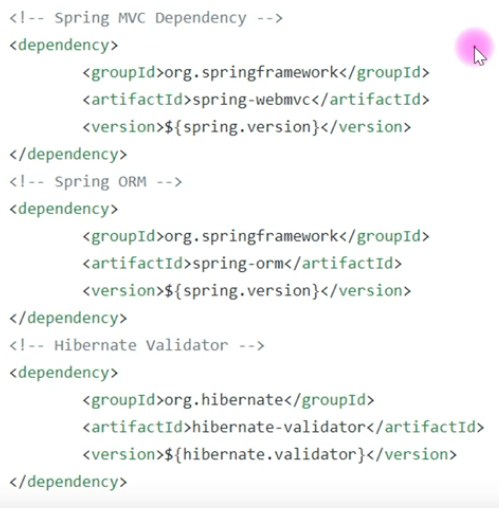 <!-- Spring MVC Dependency -->
<dependency>
        <groupId>org.springframework</groupId>
        <artifactId>spring-webmvc</artifactId>
        <version>${spring.version}</version>
</dependency>
<!-- Spring ORM -->
<dependency>
        <groupId>org.springframework</groupId>
        <artifactId>spring-orm</artifactId>
        <version>${spring.version}</version>
</dependency>
<!-- Hibernate Validator -->
<dependency>
        <groupId>org.hibernate</groupId>
        <artifactId>hibernate-validator</artifactId>
        <version>${hibernate.validator}</version>
</dependency>